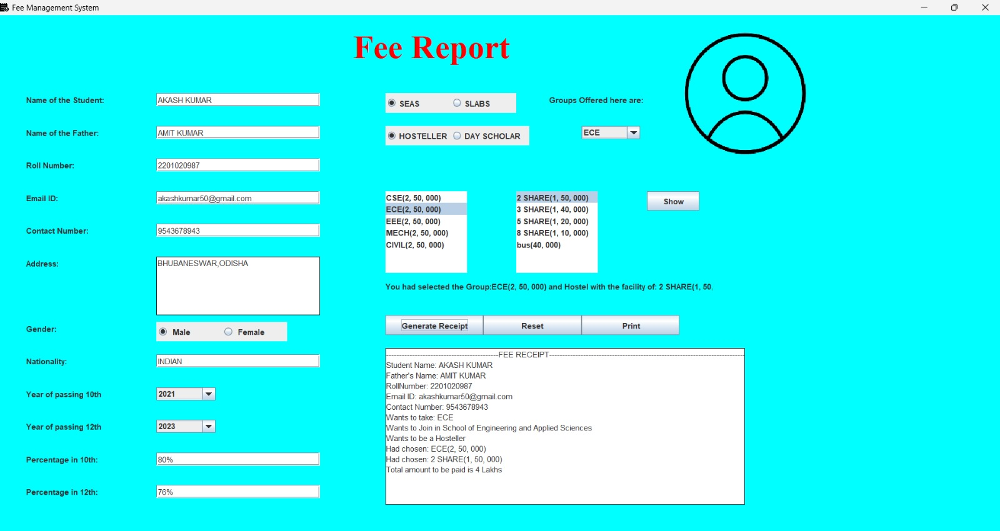 Fee Management System
Fee Report
Name of the Student:
AKASH KUMAR
SEAS
SLABS
Groups Offered here are:
Name of the Father:
AMIT KUMAR
HOSTELLER
DAY SCHOLAR
ECE
Roll Number:
2201020987
Email ID:
akashkumar50@gmail.com
Contact Number:
9543678943
CSE(2, 50, 000)
ECE(2, 50, 000)
EEE(2, 50, 000)
MECH(2, 50, 000)
CIVIL(2, 50, 000)
2 SHARE(1, 50, 000)
3 SHARE(1, 40, 000)
5 SHARE(1, 20, 000)
8 SHARE(1, 10, 000)
bus(40, 000)
Show
Address:
BHUBANESWAR,ODISHA
You had selected the Group:ECE(2, 50, 000) and Hostel with the facility of: 2 SHARE(1, 50,
Gender:
Male
Female
Generate Receipt
Reset
Print
Nationality:
INDIAN
Year of passing 10th
2021
Year of passing 12th
2023
Percentage in 10th:
80%
Percentage in 12th:
76%
-------------------------------------------FEE RECEIPT---------------------------------------------------------------------------
Student Name: AKASH KUMAR
Father's Name: AMIT KUMAR
RollNumber: 2201020987
Email ID: akashkumar50@gmail.com
Contact Number: 9543678943
Wants to take: ECE
Wants to Join in School of Engineering and Applied Sciences
Wants to be a Hosteller
Had chosen: ECE(2, 50, 000)
Had chosen: 2 SHARE(1, 50, 000)
Total amount to be paid is 4 Lakhs